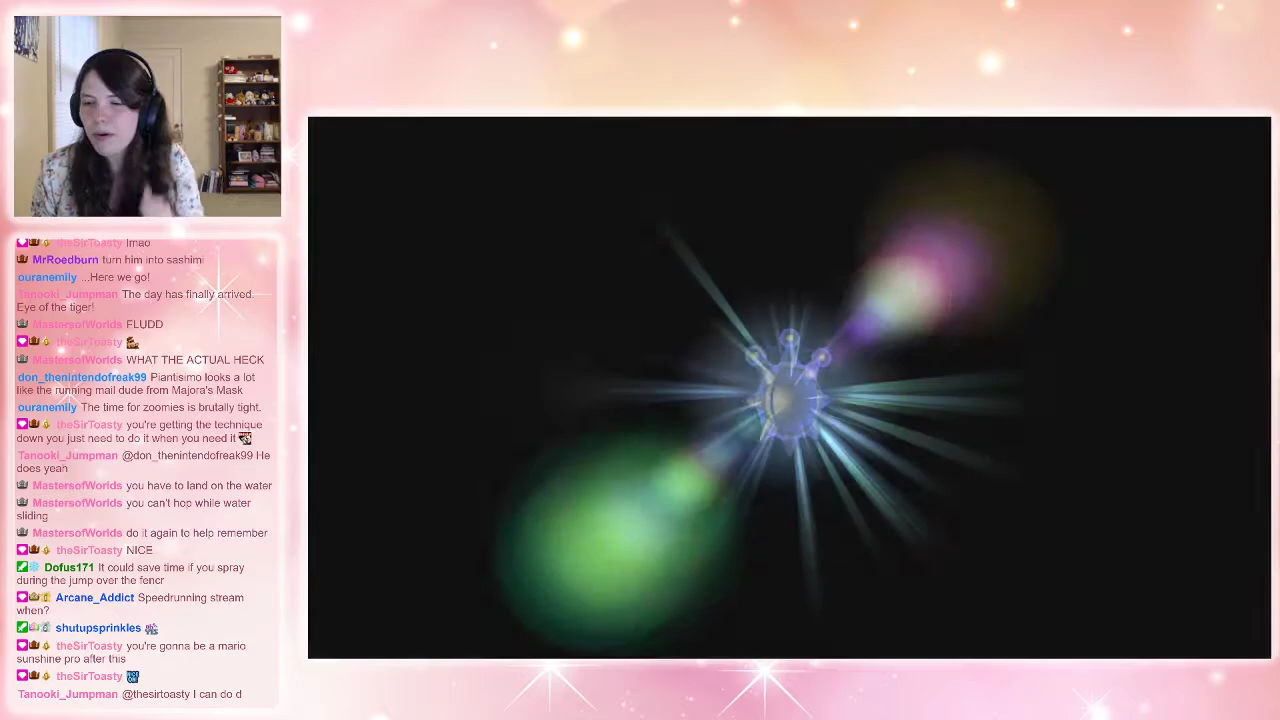 theSirToasty lmao
MrRoedburn turn him into sashimi
ouranemily ...Here we go!
Tanooki_Jumpman The day has finally arrived.
Eye of the tiger!
MastersofWorlds FLUDD
theSirToasty
MastersofWorlds WHAT THE ACTUAL HECK
don_thenintendofreak99 Piantisimo looks a lot
like the running mail dude from Majora's Mask
ouranemily The time for zoomies is brutally tight.
theSirToasty you're getting the technique
down you just need to do it when you need it
Tanooki_Jumpman @don_thenintendofreak99 He
does yeah
MastersofWorlds you have to land on the water
MastersofWorlds you can't hop while water
sliding
MastersofWorlds do it again to help remember
theSirToasty NICE
Dofus171 It could save time if you spray
during the jump over the fencr
Arcane_Addict Speedrunning stream
when?
shutupsprinkles
theSirToasty you're gonna be a mario
sunshine pro after this
theSirToasty
Tanooki_Jumpman @thesirtoasty I can do d